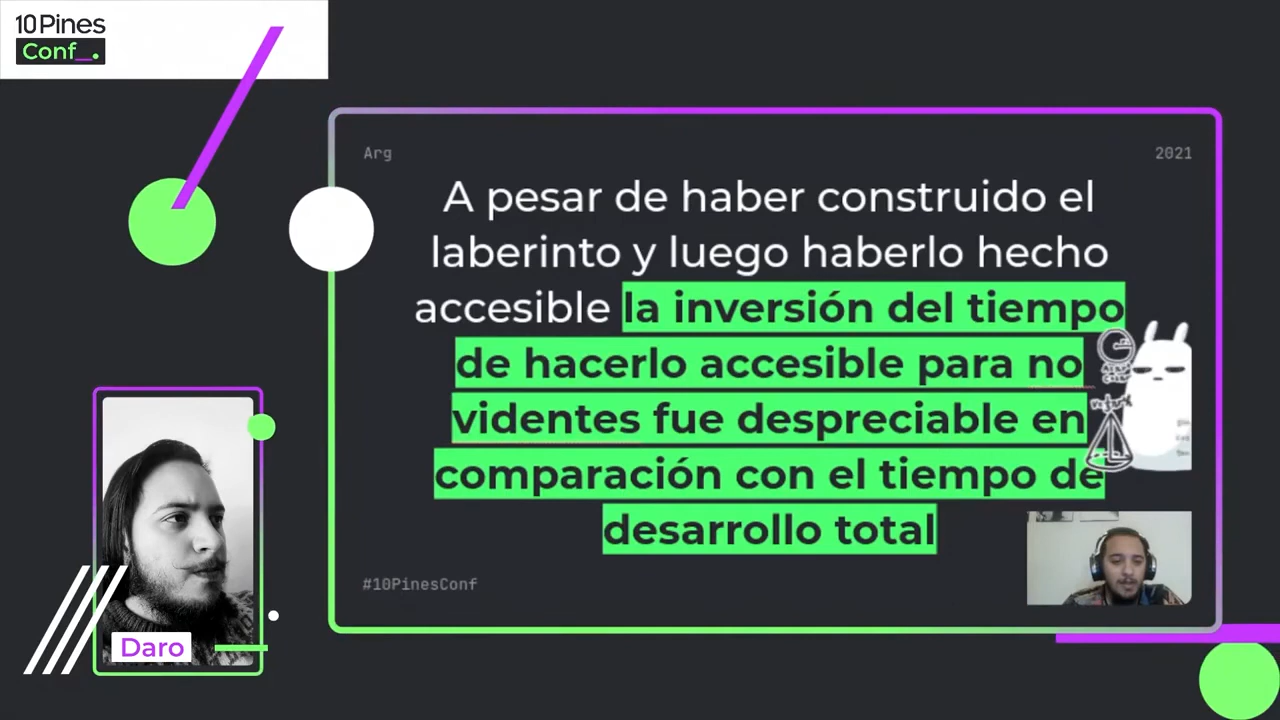 10Pines
Conf_.
Arg
2021
A pesar de haber construido el
laberinto y luego haberlo hecho
accesible la inversión del tiempo
de hacerlo accesible para no
videntes fue despreciable en
comparación con el tiempo de
desarrollo total
#10PinesConf
Daro